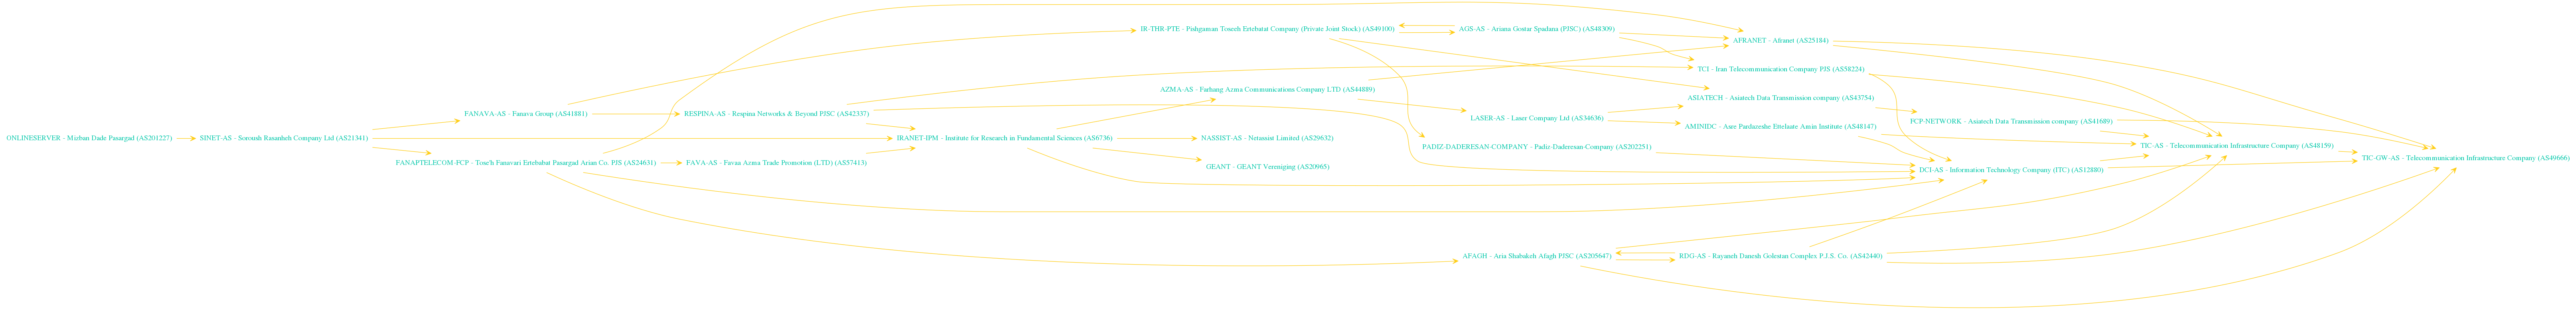 IR-THR-PTE - Pishgaman Toseeh Ertebatat Company (Private Joint Stock) (AS49100)
AGS-AS - Ariana Gostar Spadana (PJSC) (AS48309)
AFRANET - Afranet (AS25184)
TCI - Iran Telecommunication Company PJS (AS58224)
AZMA-AS - Farhang Azma Communications Company LTD (AS44889)
ASIATECH - Asiatech Data Transmission company (AS43754)
FANAVA-AS - Fanava Group (AS41881)
RESPINA-AS - Respina Networks & Beyond PJSC (AS42337)
LASER-AS - Laser Company Ltd (AS34636)
FCP-NETWORK - Asiatech Data Transmission company (AS41689)
AMINIDC - Asre Pardazeshe Ettelaate Amin Institute (AS48147)
ONLINESERVER - Mizban Dade Pasargad (AS201227)
SINET-AS - Soroush Rasanheh Company Ltd (AS21341)
IRANET-IPM - Institute for Research in Fundamental Sciences (AS6736)
NASSIST-AS - Netassist Limited (AS29632)
PADIZ-DADERESAN-COMPANY - Padiz-Daderesan-Company (AS202251)
TIC-AS - Telecommunication Infrastructure Company (AS48159)
TIC-GW-AS - Telecommunication Infrastructure Company (AS49666)
FANAPTELECOM-FCP - Tose'h Fanavari Ertebabat Pasargad Arian Co. PJS (AS24631)
FAVA-AS - Favaa Azma Trade Promotion (LTD) (AS57413)
GEANT - GEANT Vereniging (AS20965)
DCI-AS - Information Technology Company (ITC) (AS12880)
AFAGH - Aria Shabakeh Afagh PJSC (AS205647)
RDG-AS - Rayaneh Danesh Golestan Complex P.J.S. Co. (AS42440)